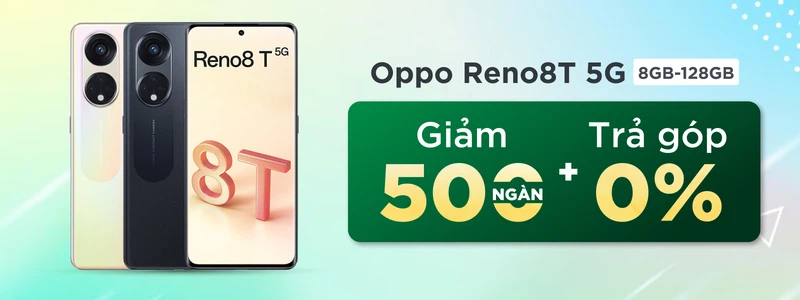 Reno8 T 5G
8T
Oppo Reno8T 5G 8GB-128GB
Giảm
500 NGÀN
+
Trả góp
0%